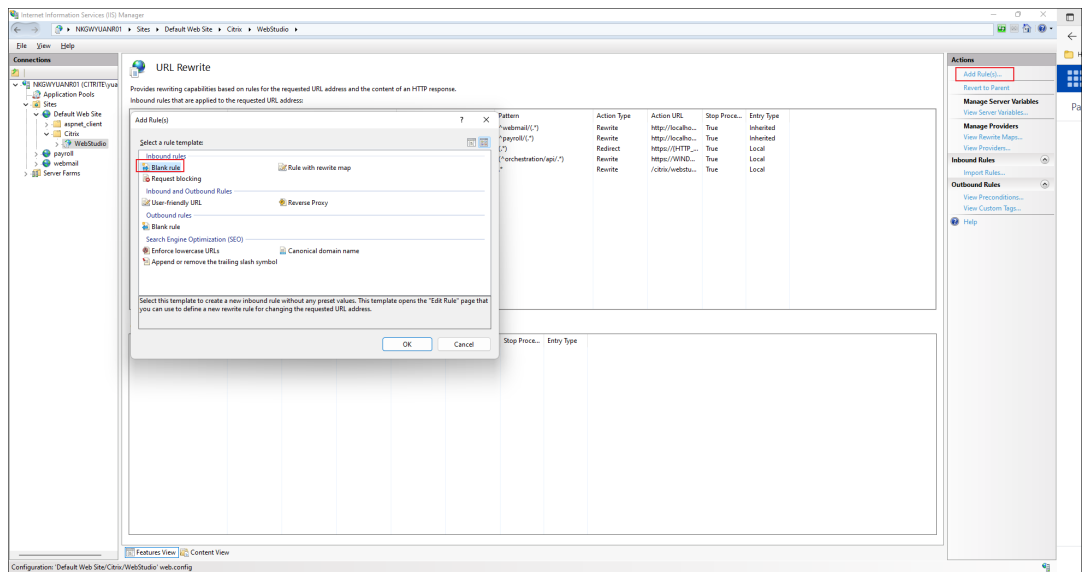 Internet Information Services (IIS) Manager
NKGWYUANR01 Sites Default Web Site Citrix WebStudio
File View Help
Connections
NKGWYUANR01 (CITRITE\yua
Application Pools
Sites
Default Web Site
aspnet_client
Citrix
WebStudio
payroll
webmail
Server Farms
URL Rewrite
Provides rewriting capabilities based on rules for the requested URL address and the content of an HTTP response.
Inbound rules that are applied to the requested URL address:
Pattern Action Type Action URL Stop Proce... Entry Type
^webmail/(.*) Rewrite http://localho... True Inherited
^payroll/(.*) Rewrite http://localho... True Inherited
(.*) Redirect https://{HTTP_... True Local
(^orchestration/api/.*) Rewrite https://WIND... True Local
.* Rewrite /citrix/webstu... True Local
Add Rule(s)
Select a rule template:
Inbound rules
Blank rule Rule with rewrite map
Request blocking
Inbound and Outbound Rules
User-friendly URL Reverse Proxy
Outbound rules
Blank rule
Search Engine Optimization (SEO)
Enforce lowercase URLs Canonical domain name
Append or remove the trailing slash symbol
Select this template to create a new inbound rule without any preset values. This template opens the "Edit Rule" page that
you can use to define a new rewrite rule for changing the requested URL address.
OK Cancel
Stop Proce... Entry Type
Features View Content View
Actions
Add Rule(s)...
Revert to Parent
Manage Server Variables
View Server Variables...
Manage Providers
View Rewrite Maps...
View Providers...
Inbound Rules
Import Rules...
Outbound Rules
View Preconditions...
View Custom Tags...
Help
H
Pa
Configuration: 'Default Web Site/Citrix/WebStudio' web.config